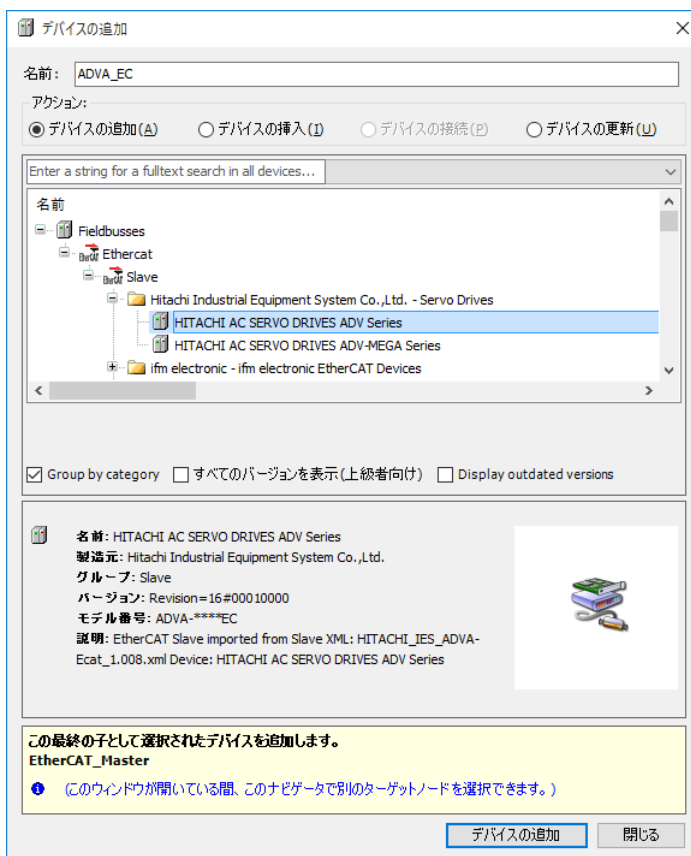 デバイスの追加
名前: ADVA_EC
アクション:
デバイスの追加(A) デバイスの挿入(I) デバイスの接続(P) デバイスの更新(U)
Enter a string for a fulltext search in all devices...
名前
Fieldbusses
EtherCAT Ethercat
EtherCAT Slave
Hitachi Industrial Equipment System Co.,Ltd. - Servo Drives
HITACHI AC SERVO DRIVES ADV Series
HITACHI AC SERVO DRIVES ADV-MEGA Series
ifm electronic - ifm electronic EtherCAT Devices
Group by category すべてのバージョンを表示(上級者向け) Display outdated versions
名前: HITACHI AC SERVO DRIVES ADV Series
製造元: Hitachi Industrial Equipment System Co.,Ltd.
グループ: Slave
バージョン: Revision=16#00010000
モデル番号: ADVA-****EC
説明: EtherCAT Slave imported from Slave XML: HITACHI_IES_ADVA-
Ecat_1.008.xml Device: HITACHI AC SERVO DRIVES ADV Series
この最終の子として選択されたデバイスを追加します。
EtherCAT_Master
(このウィンドウが開いている間、このナビゲータで別のターゲットノードを選択できます。)
デバイスの追加 閉じる